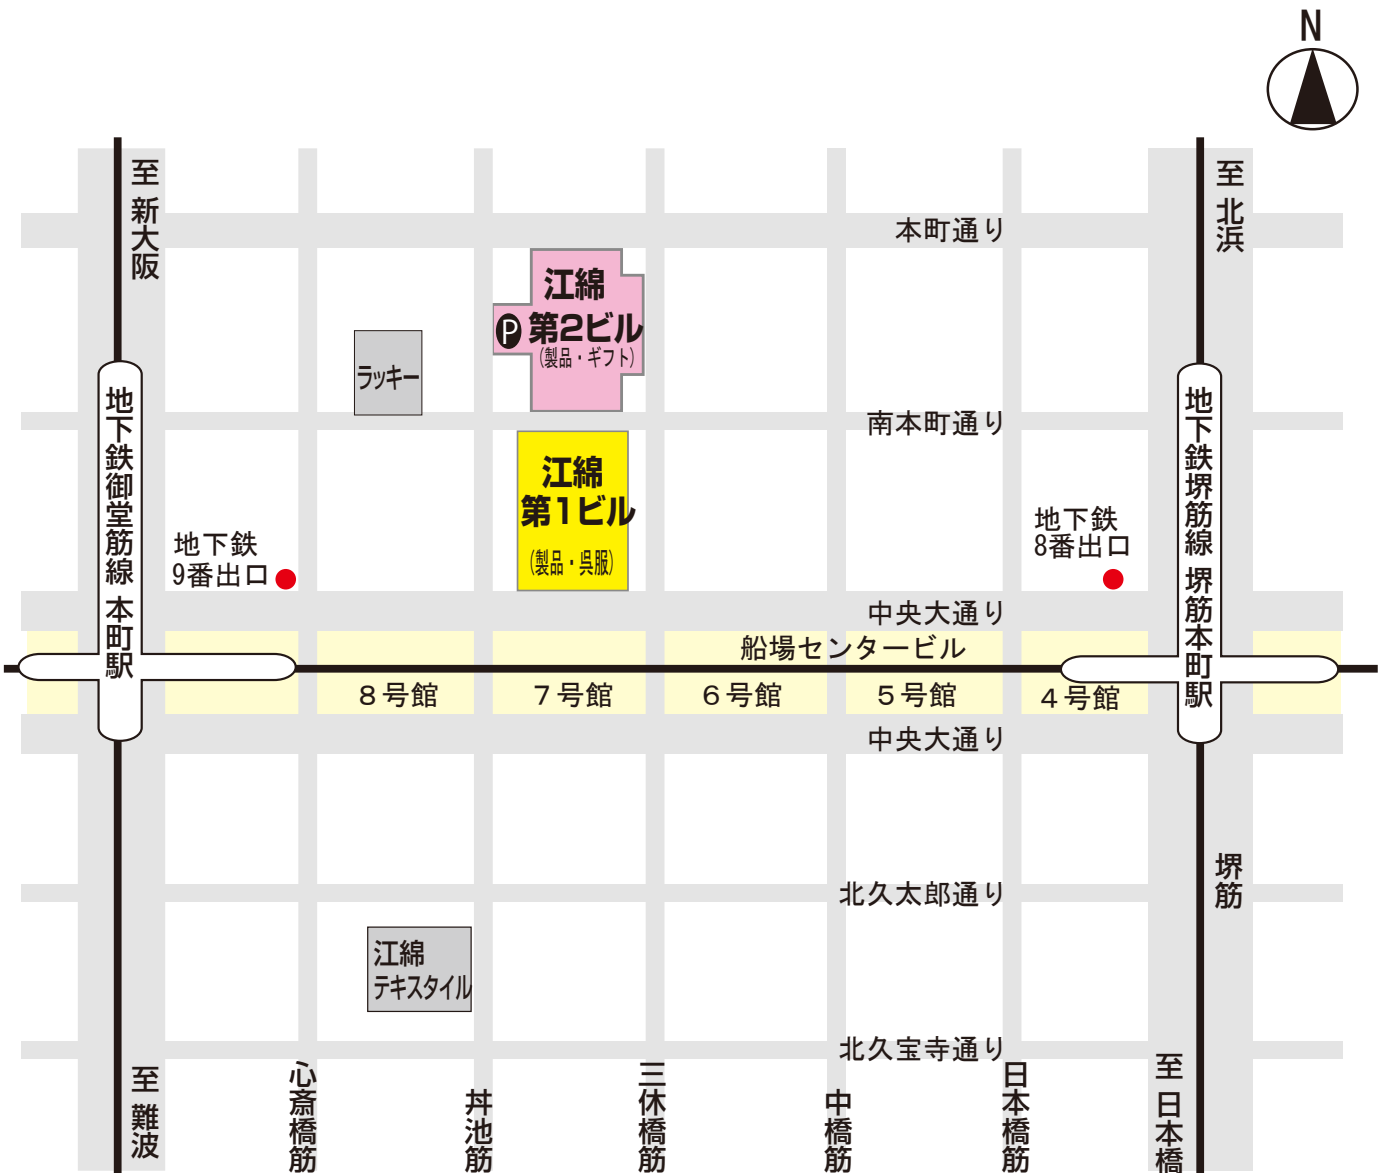 N
至 新大阪
至 北浜
本町通り
江綿
P 第2ビル
(製品・ギフト)
ラッキー
南本町通り
地下鉄御堂筋線 本町駅
地下鉄堺筋線 堺筋本町駅
江綿
第1ビル
(製品・呉服)
地下鉄
9番出口
地下鉄
8番出口
中央大通り
船場センタービル
8号館
7号館
6号館
5号館
4号館
中央大通り
堺筋
北久太郎通り
江綿
テキスタイル
北久宝寺通り
至 難波
心斎橋筋
丼池筋
三休橋筋
中橋筋
日本橋筋
至 日本橋